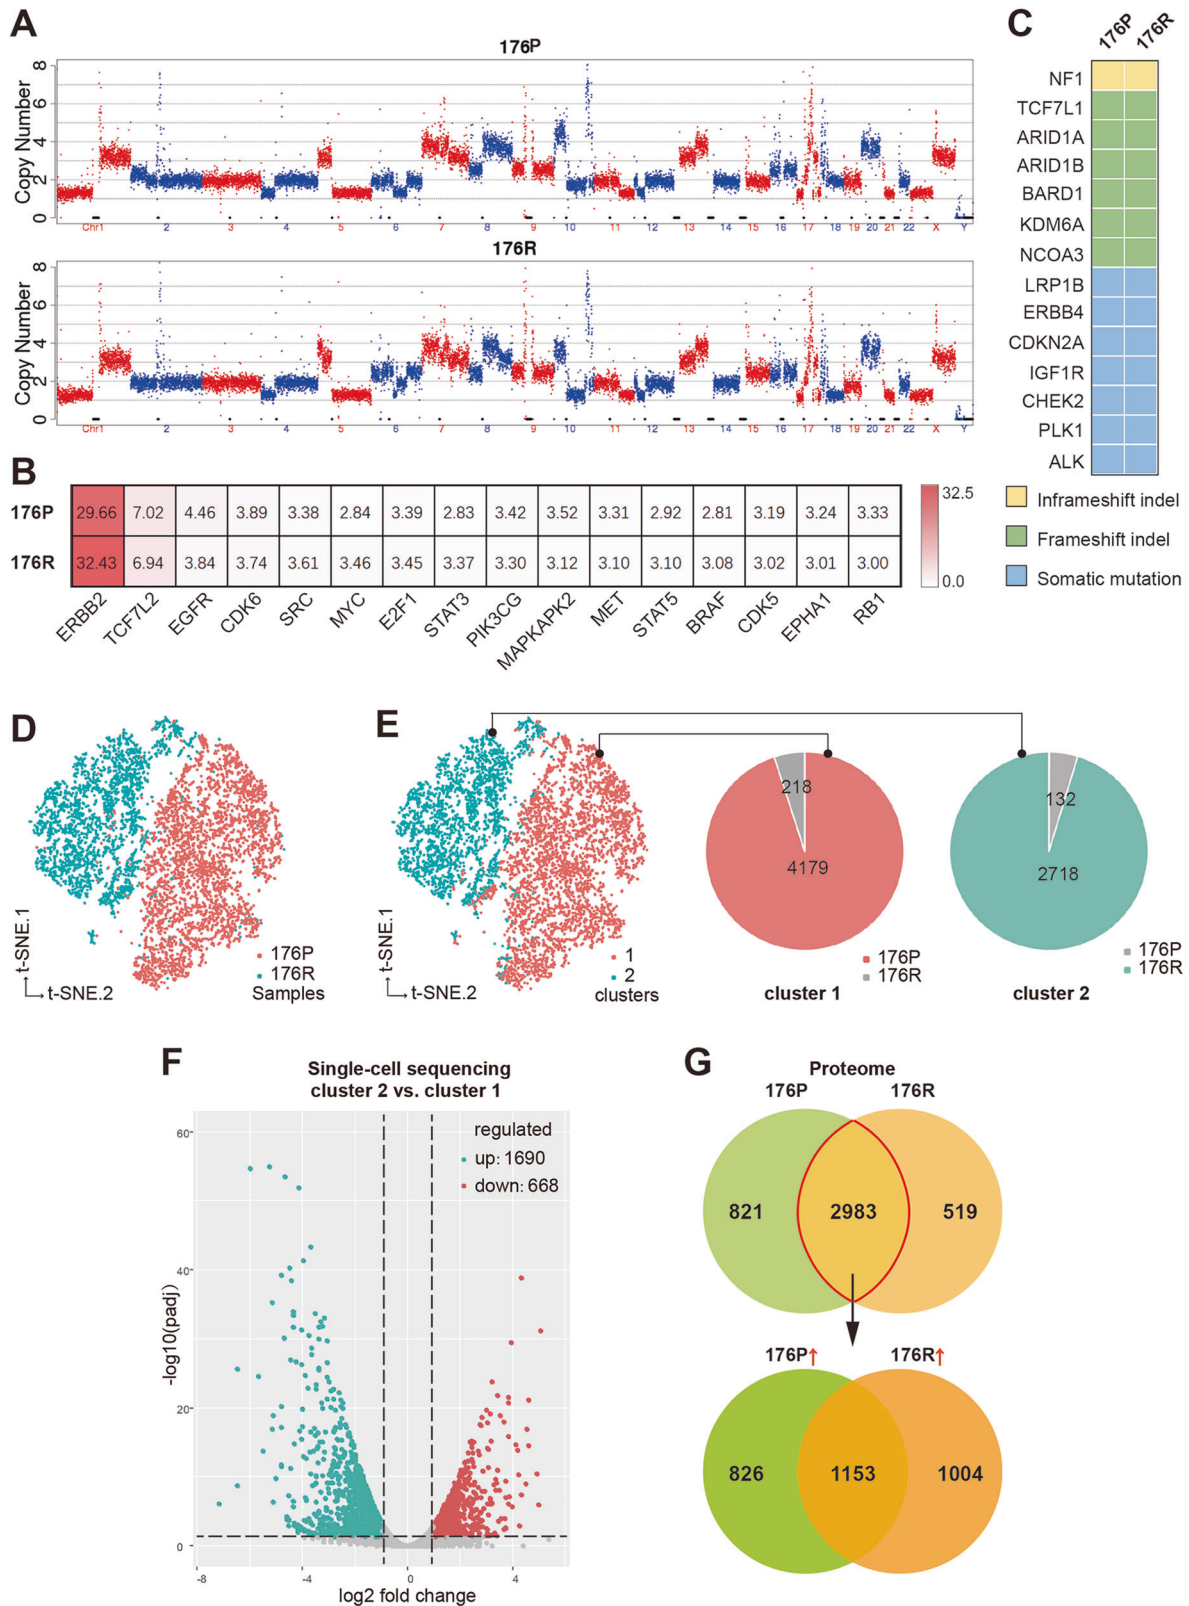 A
176P
Copy Number
8
6
4
2
0
Chr1 2 3 4 5 6 7 8 9 10 11 12 13 14 15 16 17 18 19 20 21 22 X Y
176R
Copy Number
8
6
4
2
0
Chr1 2 3 4 5 6 7 8 9 10 11 12 13 14 15 16 17 18 19 20 21 22 X Y
B
176P 29.66 7.02 4.46 3.89 3.38 2.84 3.39 2.83 3.42 3.52 3.31 2.92 2.81 3.19 3.24 3.33
176R 32.43 6.94 3.84 3.74 3.61 3.46 3.45 3.37 3.30 3.12 3.10 3.10 3.08 3.02 3.01 3.00
ERBB2 TCF7L2 EGFR CDK6 SRC MYC E2F1 STAT3 PIK3CG MAPKAPK2 MET STAT5 BRAF CDK5 EPHA1 RB1
32.5
0.0
C
176P 176R
NF1
TCF7L1
ARID1A
ARID1B
BARD1
KDM6A
NCOA3
LRP1B
ERBB4
CDKN2A
IGF1R
CHEK2
PLK1
ALK
Inframeshift indel
Frameshift indel
Somatic mutation
D
t-SNE.1
t-SNE.2
176P
176R
Samples
E
t-SNE.1
t-SNE.2
1
2
clusters
218
4179
176P
176R
cluster 1
132
2718
176P
176R
cluster 2
F
Single-cell sequencing
cluster 2 vs. cluster 1
regulated
up: 1690
down: 668
-log10(padj)
60
40
20
0
-8 -4 0 4
log2 fold change
G
Proteome
176P 176R
821 2983 519
176P↑ 176R↑
826 1153 1004